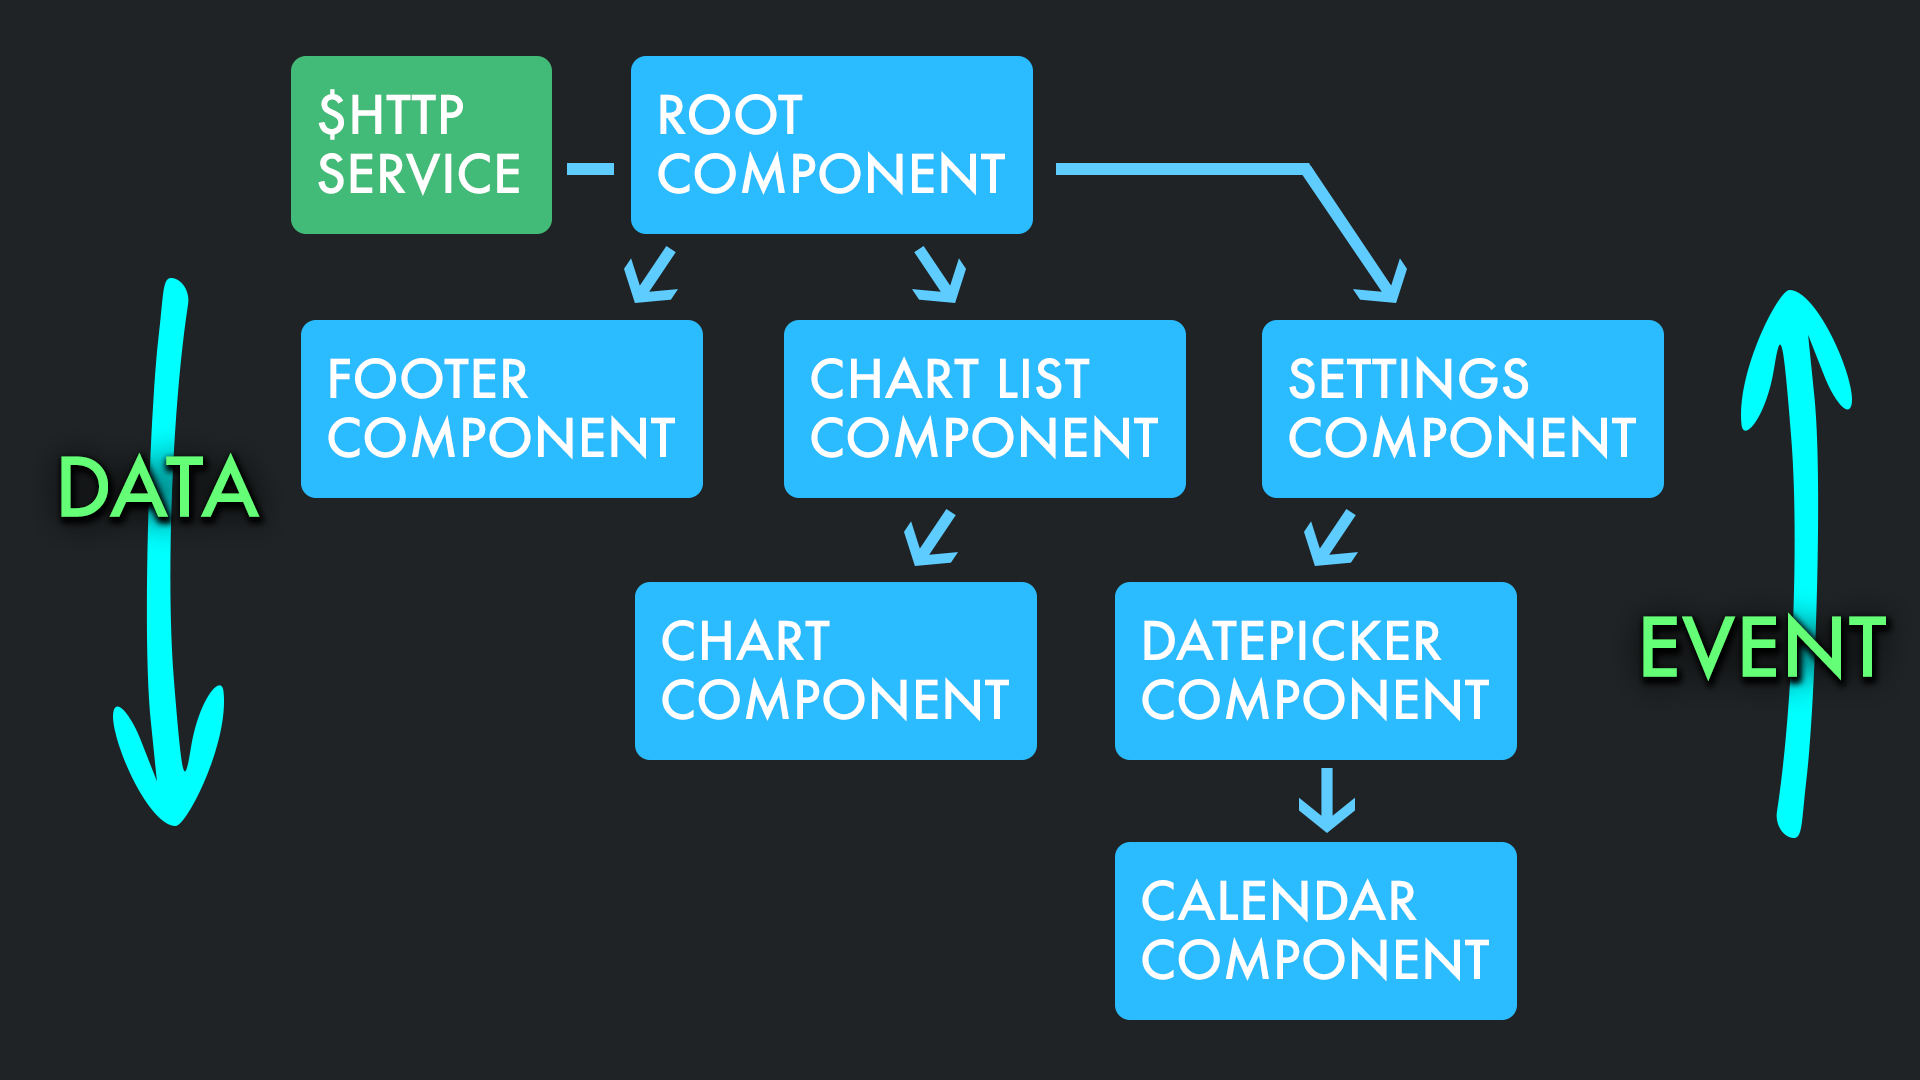 $HTTP
SERVICE
ROOT
COMPONENT
FOOTER
COMPONENT
CHART LIST
COMPONENT
SETTINGS
COMPONENT
DATA
CHART
COMPONENT
DATEPICKER
COMPONENT
EVENT
CALENDAR
COMPONENT